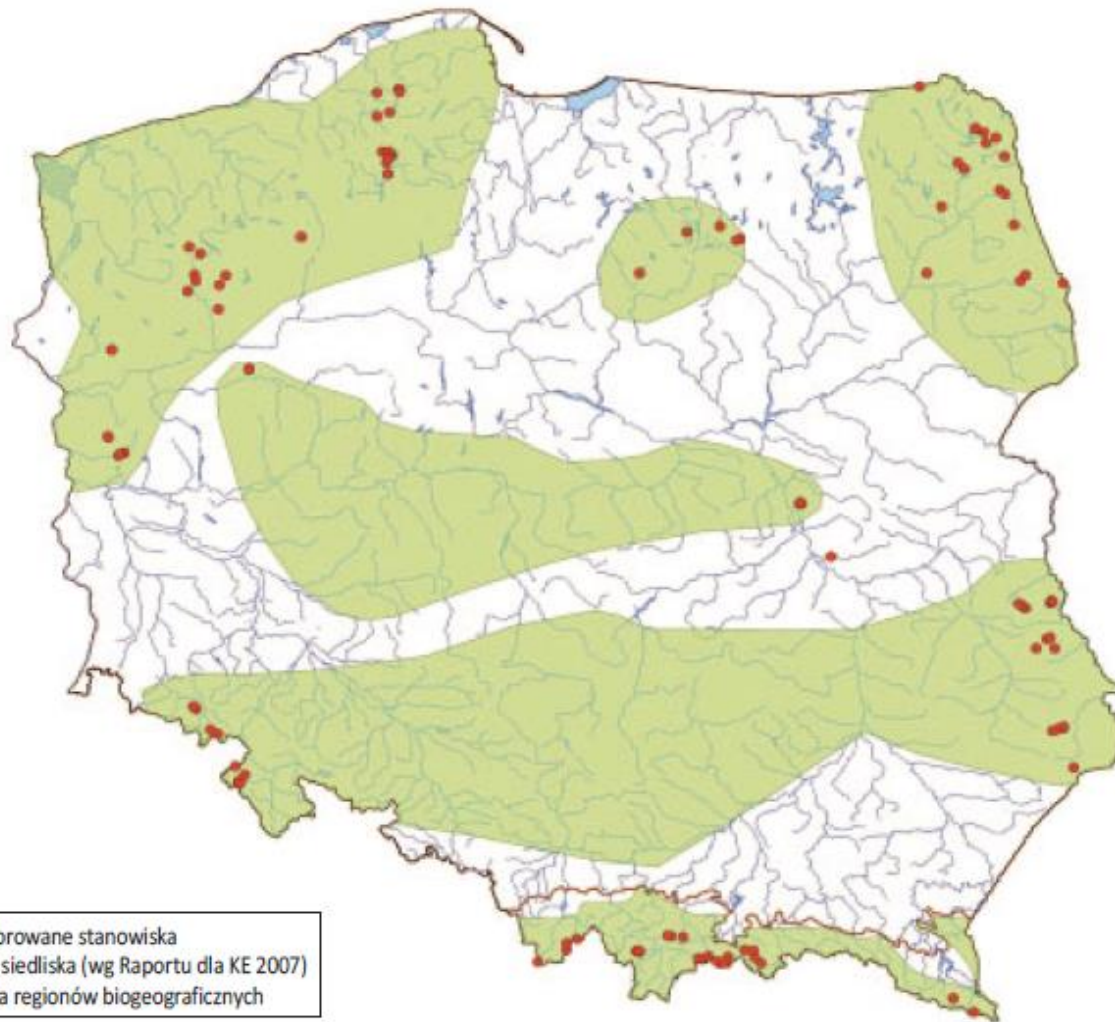 orowane stanowiska
siedliska (wg Raportu dla KE 2007)
a regionów biogeograficznych